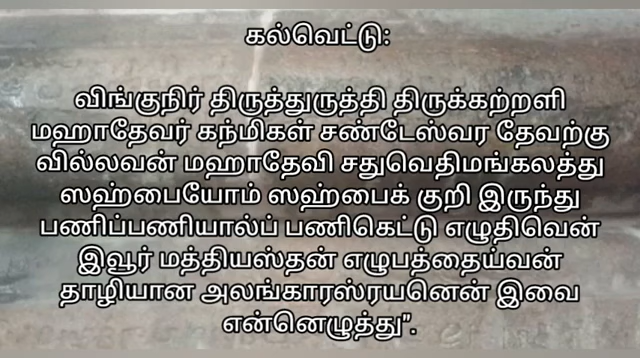 கல்வெட்டு:
விங்குநிர் திருத்துருத்தி திருக்கற்றளி
மஹாதேவர் கந்மிகள் சண்டேஸ்வர தேவற்கு
வில்லவன் மஹாதேவி சதுவெதிமங்கலத்து
ஸஹ்பையோம் ஸஹ்பைக் குறி இருந்து
பணிப்பணியால்ப் பணிகெட்டு எழுதிவென்
இவூர் மத்தியஸ்தன் எழுபத்தைய்வன்
தாழியான அலங்காரஸ்ரயனென் இவை
என்னெழுத்து".